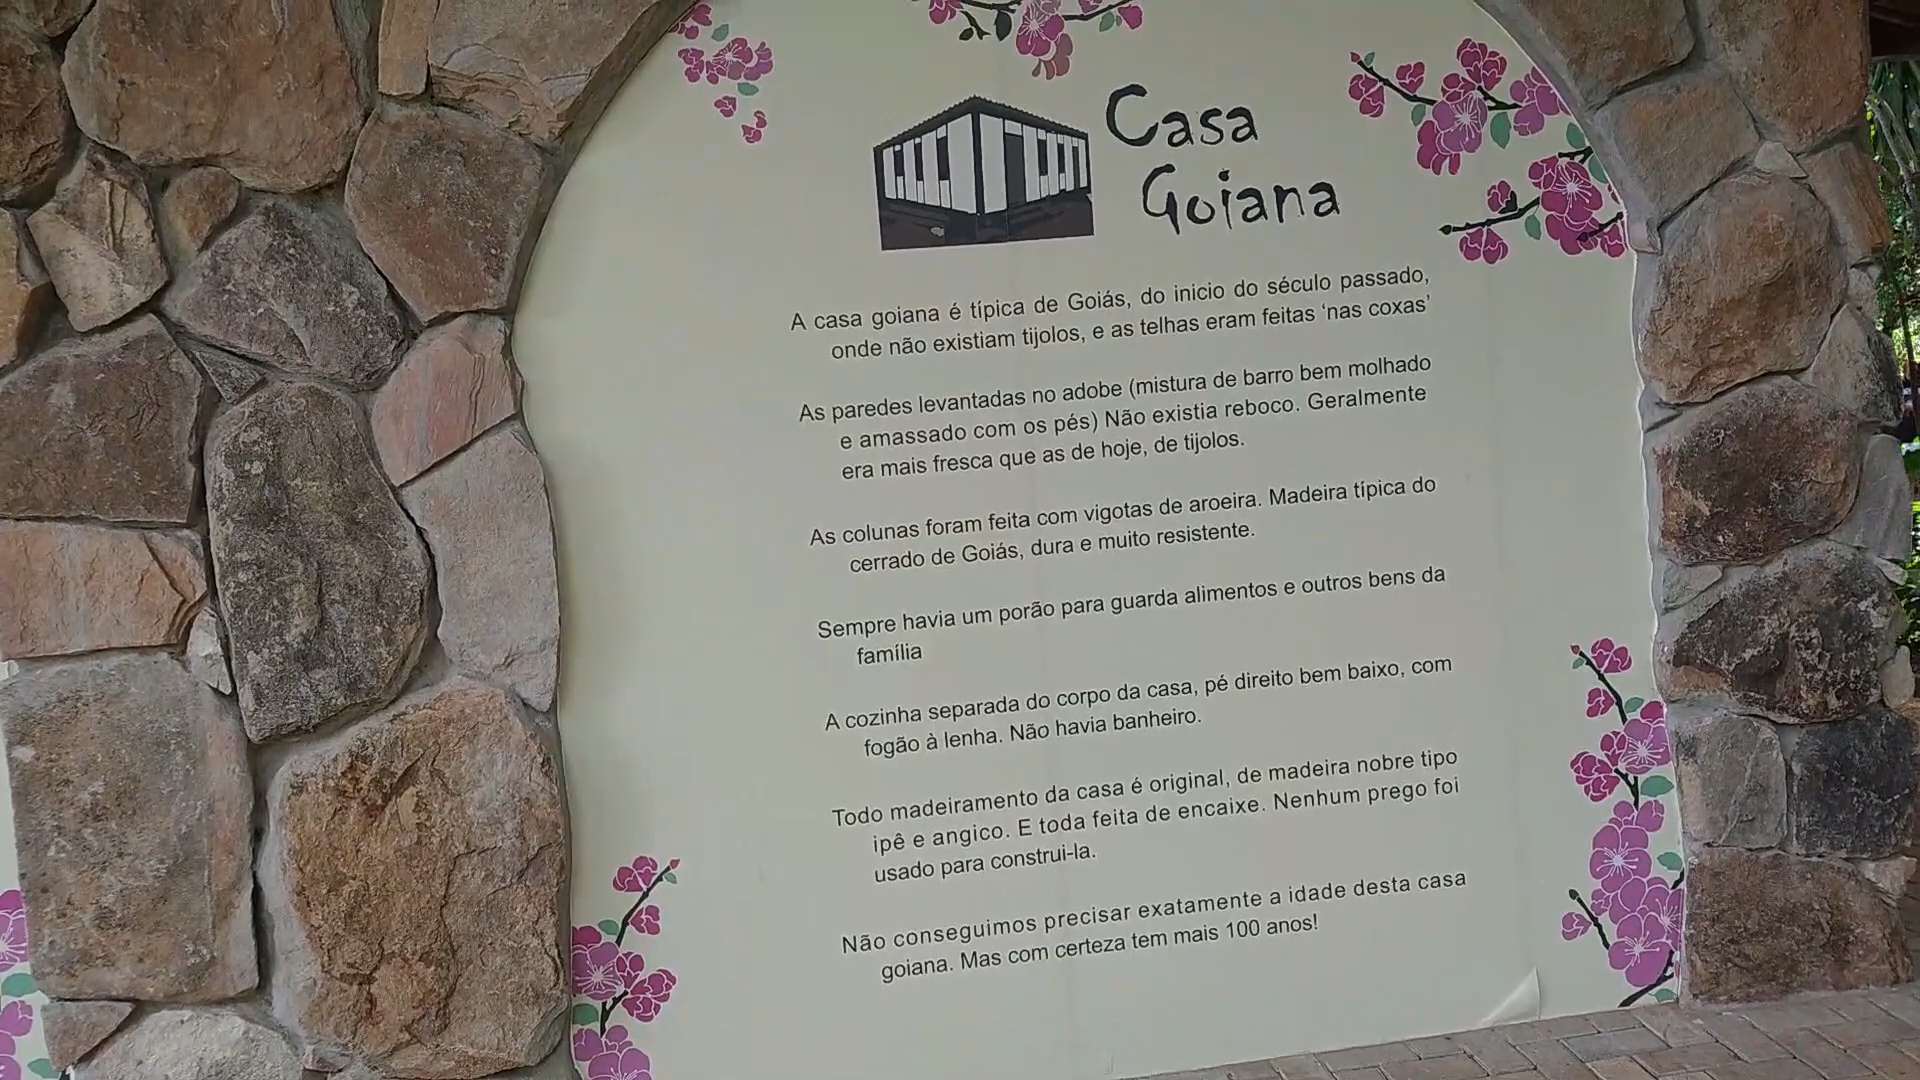 Casa
Goiana
A casa goiana é típica de Goiás, do inicio do século passado,
onde não existiam tijolos, e as telhas eram feitas ‘nas coxas’
As paredes levantadas no adobe (mistura de barro bem molhado
e amassado com os pés) Não existia reboco. Geralmente
era mais fresca que as de hoje, de tijolos.
As colunas foram feita com vigotas de aroeira. Madeira típica do
cerrado de Goiás, dura e muito resistente.
Sempre havia um porão para guarda alimentos e outros bens da
família
A cozinha separada do corpo da casa, pé direito bem baixo, com
fogão à lenha. Não havia banheiro.
Todo madeiramento da casa é original, de madeira nobre tipo
ipê e angico. E toda feita de encaixe. Nenhum prego foi
usado para construi-la.
Não conseguimos precisar exatamente a idade desta casa
goiana. Mas com certeza tem mais 100 anos!